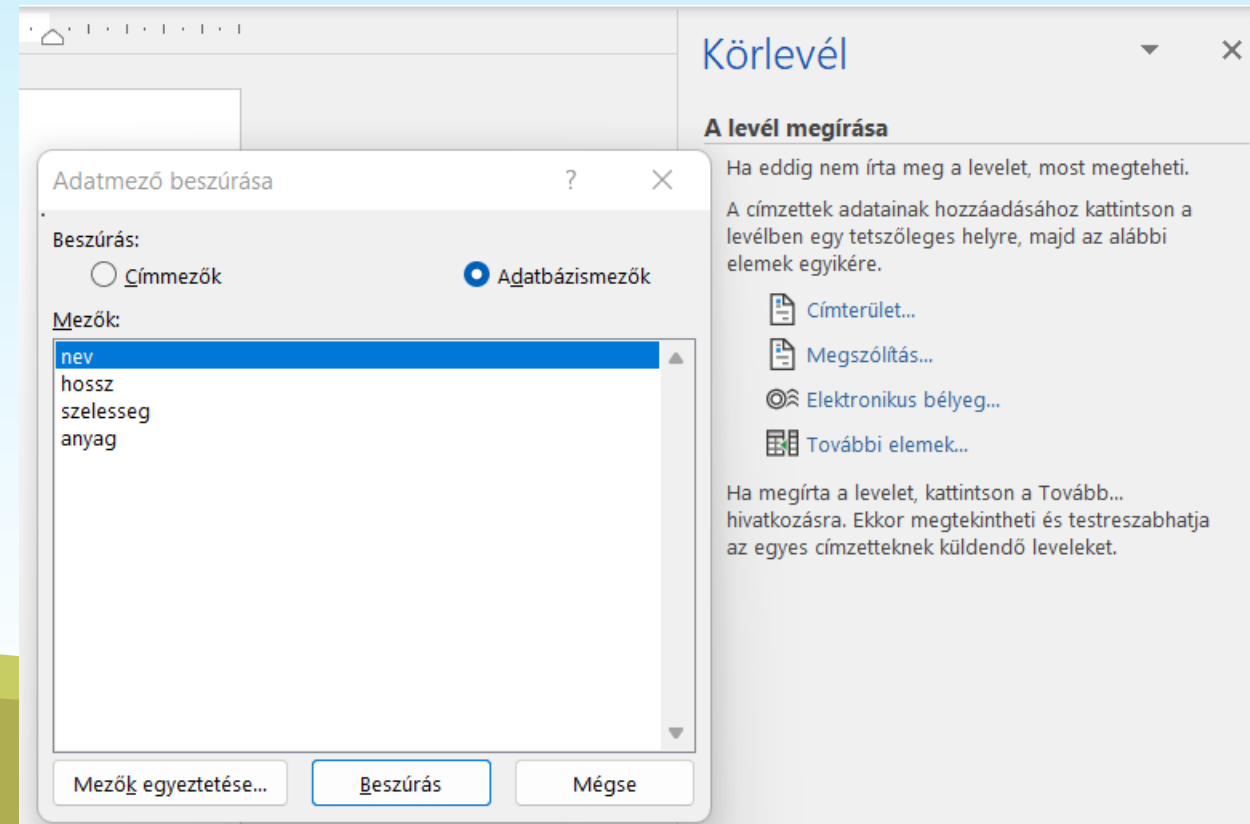 Körlevél
A levél megírása
Ha eddig nem írta meg a levelet, most megteheti.
A címzettek adatainak hozzáadásához kattintson a
levélben egy tetszőleges helyre, majd az alábbi
elemek egyikére.
Címterület...
Megszólítás...
Elektronikus bélyeg...
További elemek...
Ha megírta a levelet, kattintson a Tovább...
hivatkozásra. Ekkor megtekintheti és testreszabhatja
az egyes címzetteknek küldendő leveleket.
Adatmező beszúrása
Beszúrás:
Címmezők
Adatbázismezők
Mezők:
nev
hossz
szelesseg
anyag
Mezők egyeztetése...
Beszúrás
Mégse